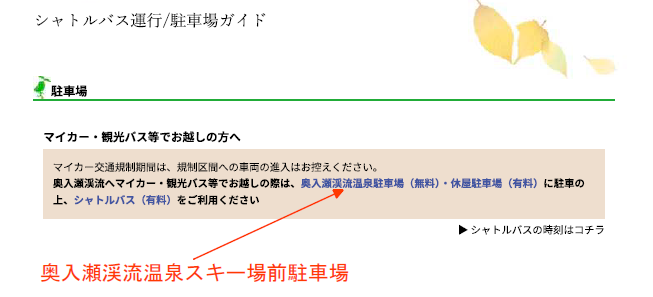 シャトルバス運行/駐車場ガイド
駐車場
マイカー・観光バス等でお越しの方へ
マイカー交通規制期間は、規制区間への車両の進入はお控えください。
奥入瀬渓流へマイカー・観光バス等でお越しの際は、奥入瀬渓流温泉駐車場（無料）・休屋駐車場（有料）に駐車の
上、シャトルバス（有料）をご利用ください
▶ シャトルバスの時刻はコチラ
奥入瀬渓流温泉スキー場前駐車場